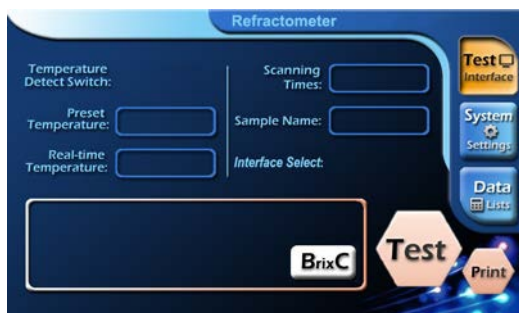 Refractometer
Temperature
Detect Switch:
Preset
Temperature:
Real-time
Temperature:
Scanning
Times:
Sample Name:
Interface Select:
BrixC
Test
Print
Test
Interface
System
Settings
Data
Lists